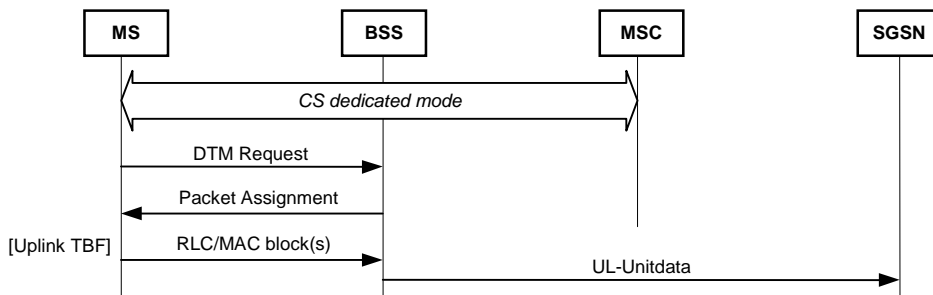 MS
BSS
MSC
SGSN
CS dedicated mode
DTM Request
Packet Assignment
[Uplink TBF]
RLC/MAC block(s)
UL-Unitdata